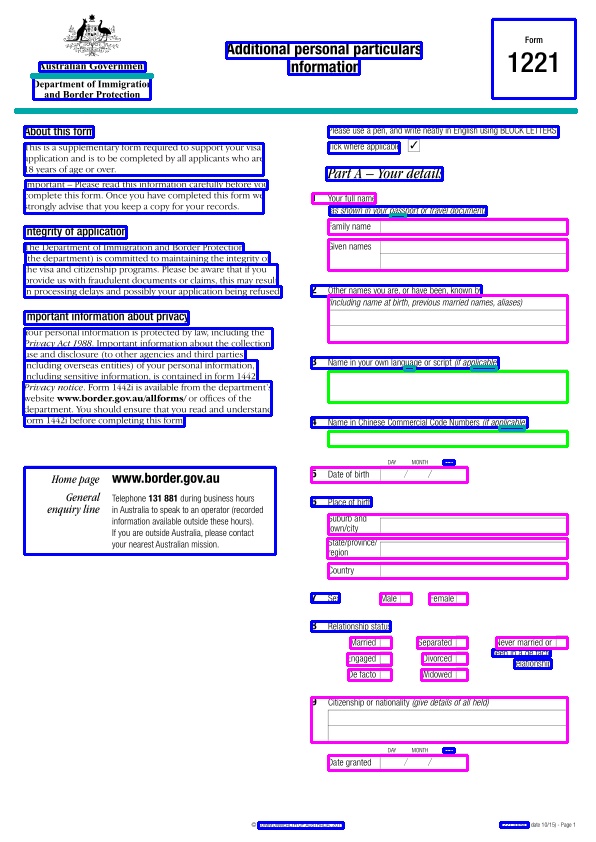 Australian Government
Department of Immigration
and Border Protection
Additional personal particulars
information
Form
1221
About this form
This is a supplementary form required to support your visa
application and is to be completed by all applicants who are
18 years of age or over.
Important – Please read this information carefully before you
complete this form. Once you have completed this form we
strongly advise that you keep a copy for your records.
Integrity of application
The Department of Immigration and Border Protection
(the department) is committed to maintaining the integrity of
the visa and citizenship programs. Please be aware that if you
provide us with fraudulent documents or claims, this may result
in processing delays and possibly your application being refused.
Important information about privacy
Your personal information is protected by law, including the
Privacy Act 1988. Important information about the collection,
use and disclosure (to other agencies and third parties,
including overseas entities) of your personal information,
including sensitive information, is contained in form 1442i
Privacy notice. Form 1442i is available from the department's
website www.border.gov.au/allforms/ or offices of the
department. You should ensure that you read and understand
form 1442i before completing this form.
Home page www.border.gov.au
General
enquiry line
Telephone 131 881 during business hours
in Australia to speak to an operator (recorded
information available outside these hours).
If you are outside Australia, please contact
your nearest Australian mission.
Please use a pen, and write neatly in English using BLOCK LETTERS.
Tick where applicable ✓
Part A – Your details
1 Your full name
(as shown in your passport or travel document)
Family name
Given names
2 Other names you are, or have been, known by
(including name at birth, previous married names, aliases)
3 Name in your own language or script (if applicable)
4 Name in Chinese Commercial Code Numbers (if applicable)
DAY MONTH
5 Date of birth / /
6 Place of birth
Suburb and
town/city
State/province/
region
Country
7 Sex Male Female
8 Relationship status
Married Separated Never married or
been in a de facto
relationship
Engaged Divorced
De facto Widowed
9 Citizenship or nationality (give details of all held)
DAY MONTH
Date granted / /
© COMMONWEALTH OF AUSTRALIA,
date 10/15) - Page 1